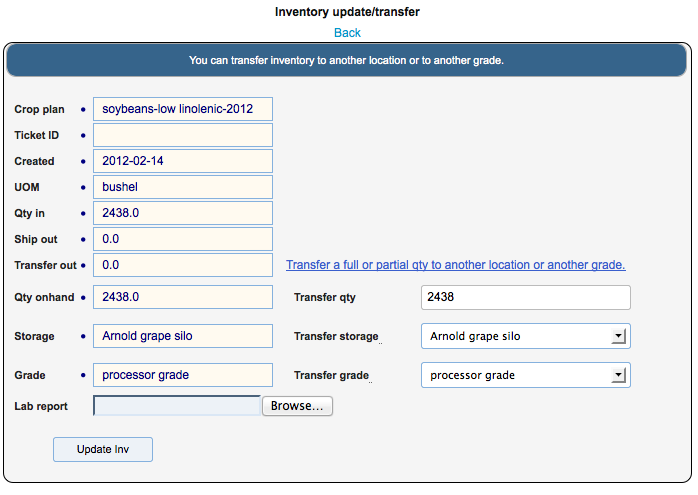 Inventory update/transfer
Back
You can transfer inventory to another location or to another grade.
Crop plan • soybeans-low linolenic-2012
Ticket ID •
Created • 2012-02-14
UOM • bushel
Qty in • 2438.0
Ship out • 0.0
Transfer out • 0.0 Transfer a full or partial qty to another location or another grade.
Qty onhand • 2438.0 Transfer qty 2438
Storage • Arnold grape silo Transfer storage Arnold grape silo
Grade • processor grade Transfer grade processor grade
Lab report Browse...
Update Inv